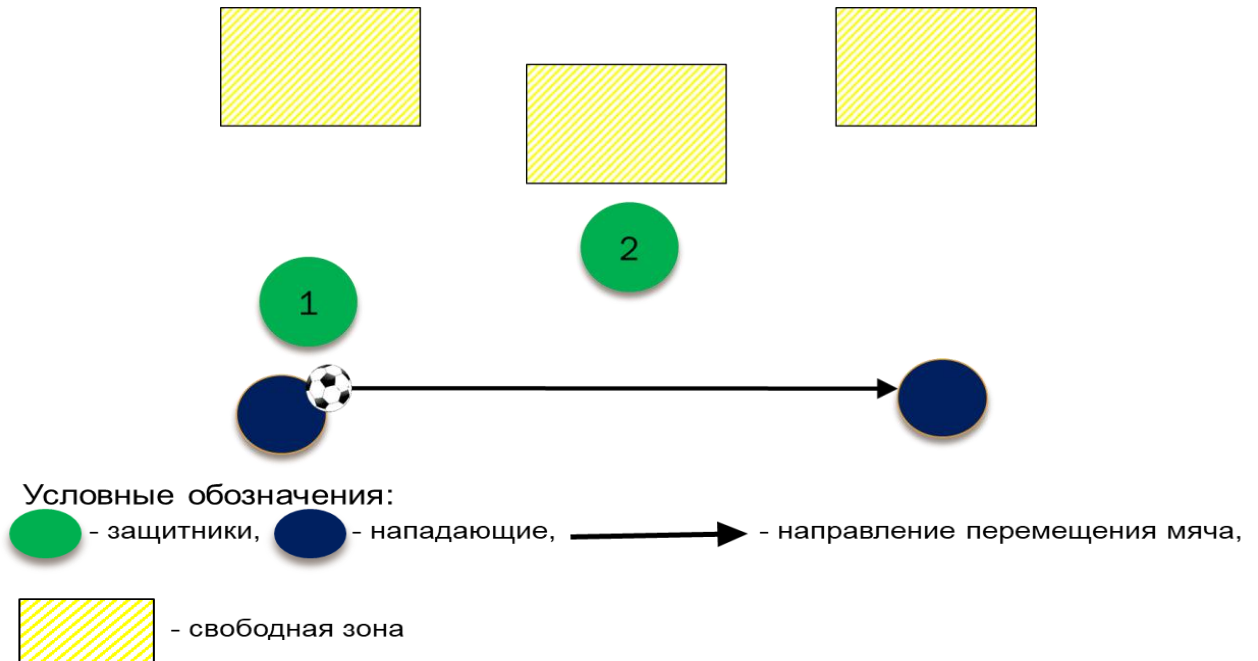 2
1
Условные обозначения:
- защитники, - нападающие, - направление перемещения мяча,
- свободная зона